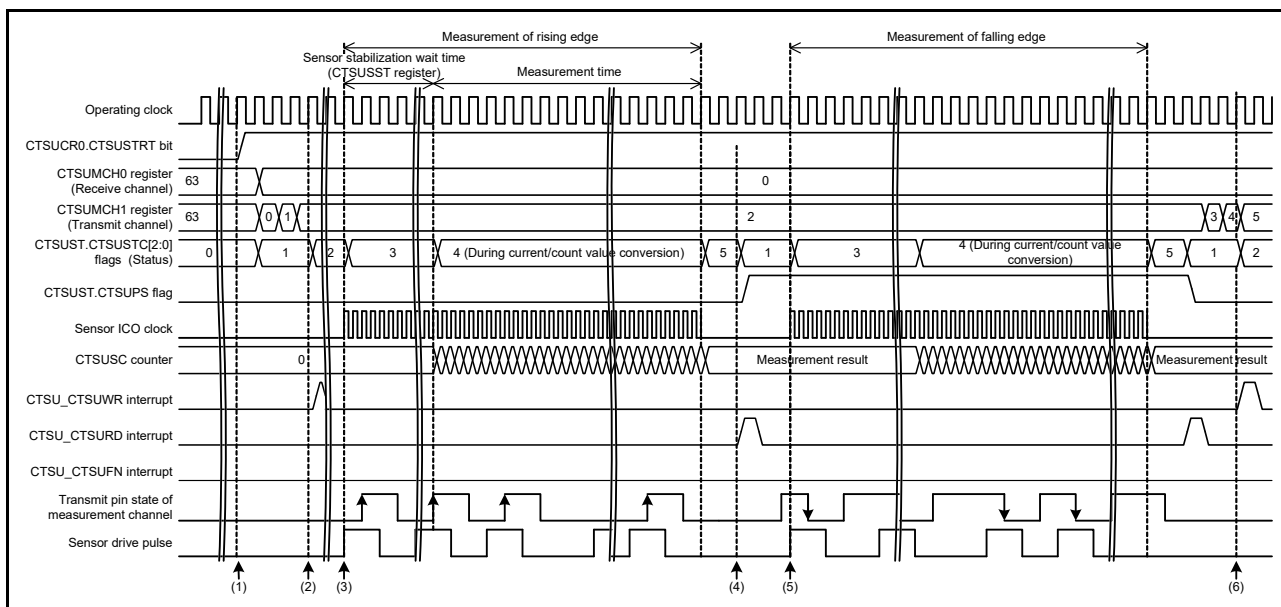 Measurement of rising edge
Measurement of falling edge
Sensor stabilization wait time
(CTSUSST register)
Measurement time
Operating clock
CTSUCR0.CTSUSTRT bit
CTSUMCH0 register
(Receive channel)
63
0
CTSUMCH1 register
(Transmit channel)
63
0
1
2
3
4
5
CTSUST.CTSUSTC[2:0]
flags (Status)
0
1
2
3
4 (During current/count value conversion)
5
1
3
4 (During current/count value
conversion)
5
1
2
CTSUST.CTSUPS flag
Sensor ICO clock
CTSUSC counter
0
Measurement result
Measurement result
CTSU_CTSUWR interrupt
CTSU_CTSURD interrupt
CTSU_CTSUFN interrupt
Transmit pin state of
measurement channel
Sensor drive pulse
(1)
(2)
(3)
(4)
(5)
(6)